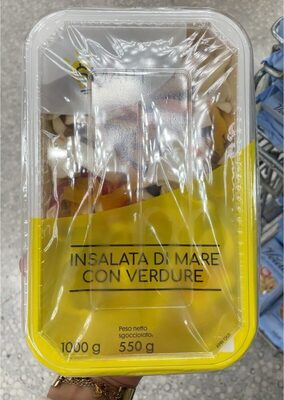 INSALATA DI MARE
CON VERDURE
Peso netto
sgocciolato:
1000 g
550 g